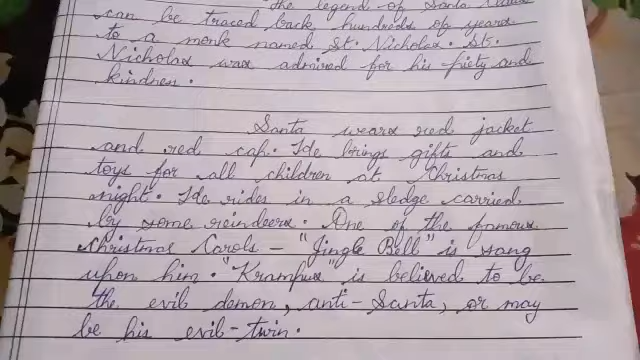 the legend of Santa Claus
can be traced back hundreds of years
to a monk named St. Nicholas. St.
Nicholas was admired for his piety and
kindness.
Santa wears red jacket
and red cap. He brings gifts and
toys for all children at Christmas
night. He rides in a sledge carried
by some reindeers. One of the famous
Christmas Carols - "Jingle Bell" is sang
upon him. "Krampus" is believed to be
the evil demon, anti-Santa, or may
be his evil-twin.